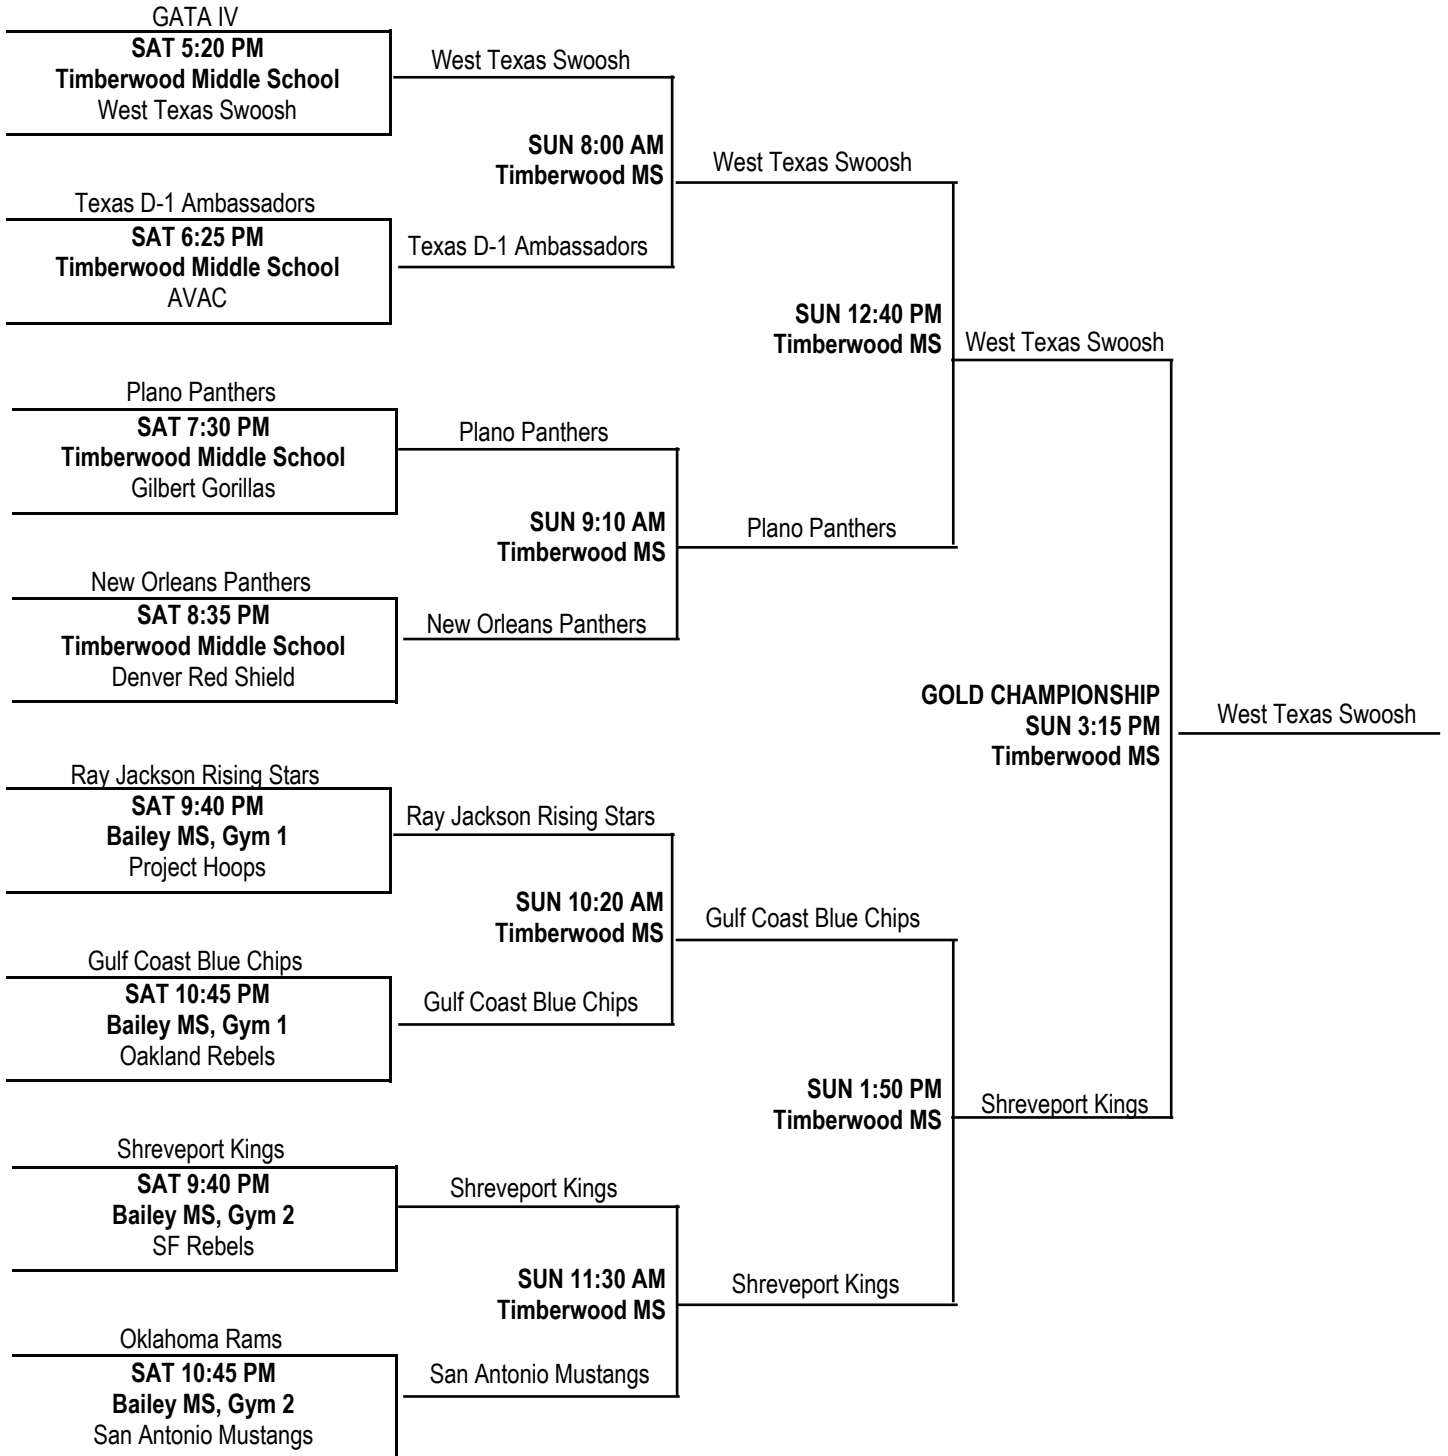 GATA IV
SAT 5:20 PM
Timberwood Middle School
West Texas Swoosh
Texas D-1 Ambassadors
SAT 6:25 PM
Timberwood Middle School
AVAC
Plano Panthers
SAT 7:30 PM
Timberwood Middle School
Gilbert Gorillas
New Orleans Panthers
SAT 8:35 PM
Timberwood Middle School
Denver Red Shield
Ray Jackson Rising Stars
SAT 9:40 PM
Bailey MS, Gym 1
Project Hoops
Gulf Coast Blue Chips
SAT 10:45 PM
Bailey MS, Gym 1
Oakland Rebels
Shreveport Kings
SAT 9:40 PM
Bailey MS, Gym 2
SF Rebels
Oklahoma Rams
SAT 10:45 PM
Bailey MS, Gym 2
San Antonio Mustangs
West Texas Swoosh
SUN 8:00 AM
Timberwood MS
Texas D-1 Ambassadors
Plano Panthers
SUN 9:10 AM
Timberwood MS
New Orleans Panthers
Ray Jackson Rising Stars
SUN 10:20 AM
Timberwood MS
Gulf Coast Blue Chips
Shreveport Kings
SUN 11:30 AM
Timberwood MS
San Antonio Mustangs
West Texas Swoosh
SUN 12:40 PM
Timberwood MS
Plano Panthers
Gulf Coast Blue Chips
SUN 1:50 PM
Timberwood MS
Shreveport Kings
West Texas Swoosh
GOLD CHAMPIONSHIP
SUN 3:15 PM
Timberwood MS
Shreveport Kings
West Texas Swoosh